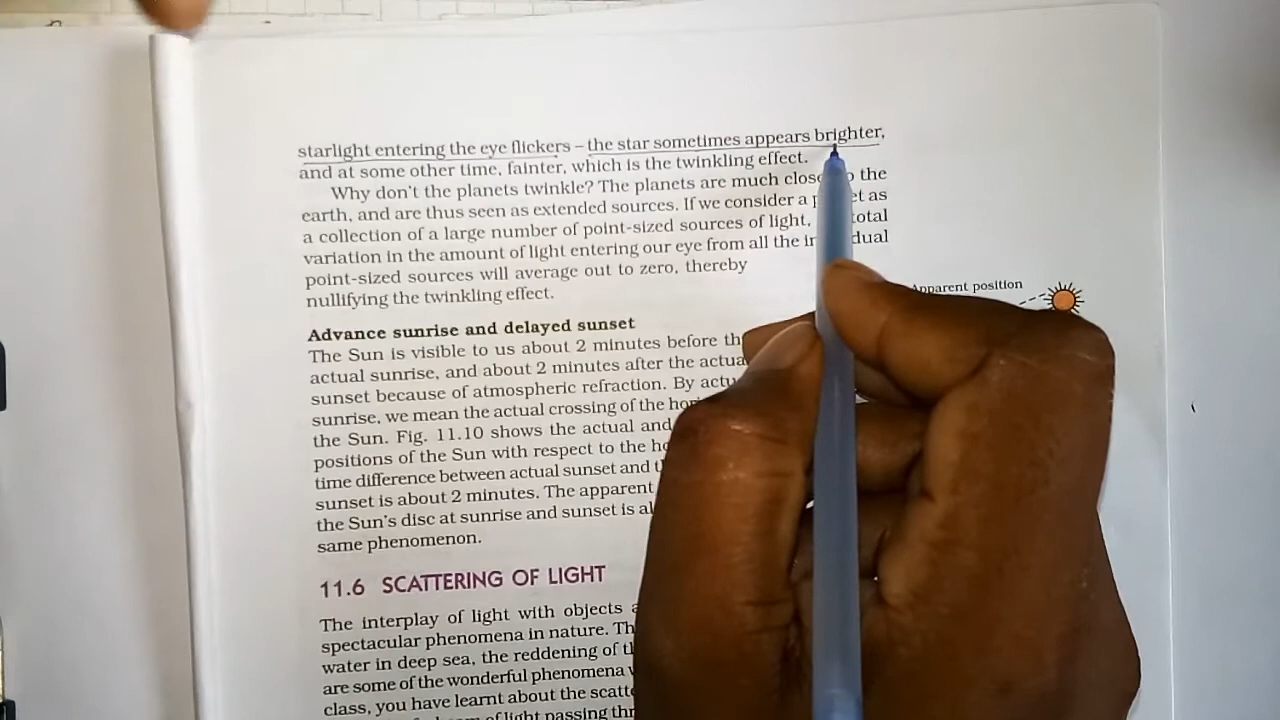 starlight entering the eye flickers – the star sometimes appears brighter,
and at some other time, fainter, which is the twinkling effect.
Why don't the planets twinkle? The planets are much the
earth, and are thus seen as extended sources. If we consider a as
a collection of a large number of point-sized sources of light, total
variation in the amount of light entering our eye from all the
point-sized sources will average out to zero, thereby
nullifying the twinkling effect.
Apparent position
Advance sunrise and delayed sunset
The Sun is visible to us about 2 minutes before
actual sunrise, and about 2 minutes after the
sunset because of atmospheric refraction. By
sunrise, we mean the actual crossing of the
the Sun. Fig. 11.10 shows the actual and
positions of the Sun with respect to the
time difference between actual sunset and
sunset is about 2 minutes. The apparent
the Sun's disc at sunrise and sunset is
same phenomenon.
11.6 SCATTERING OF LIGHT
The interplay of light with objects
spectacular phenomena in nature.
water in deep sea, the reddening of
are some of the wonderful phenomena
class, you have learnt about the
of light passing